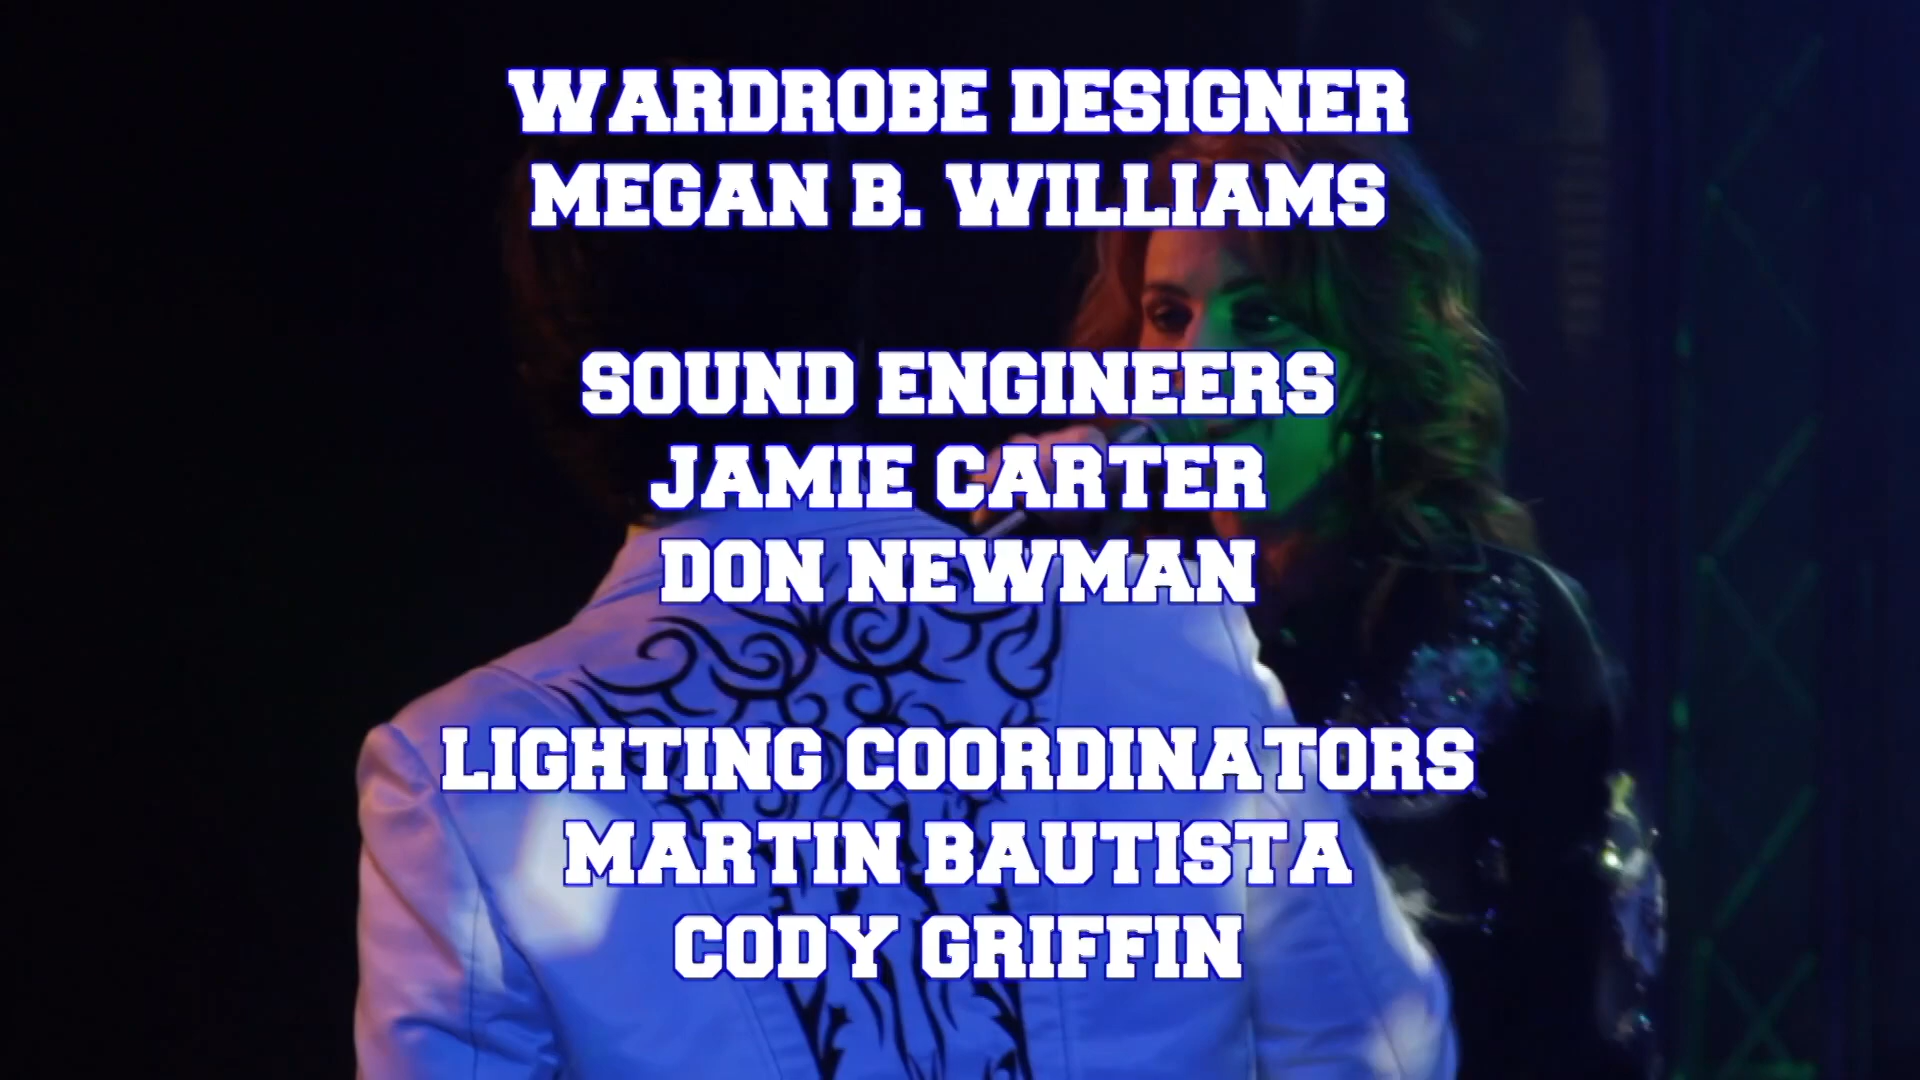 WARDROBE DESIGNER
MEGAN B. WILLIAMS
SOUND ENGINEERS
JAMIE CARTER
DON NEWMAN
LIGHTING COORDINATORS
MARTIN BAUTISTA
CODY GRIFFIN